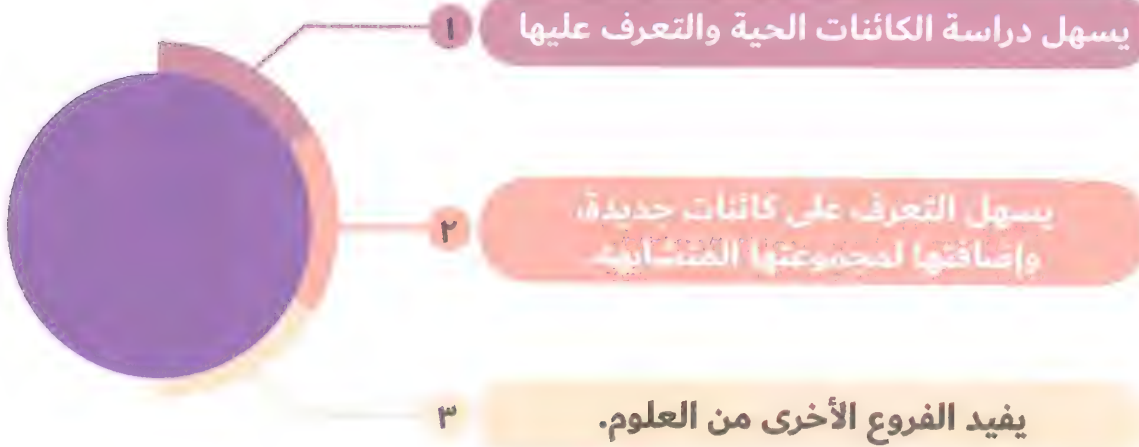 ١
يسهل دراسة الكائنات الحية والتعرف عليها
٢
يسهل التعرف على كائنات جديدة،
وإضافتها لمجموعتها المتشابهة.
٣
يفيد الفروع الأخرى من العلوم.